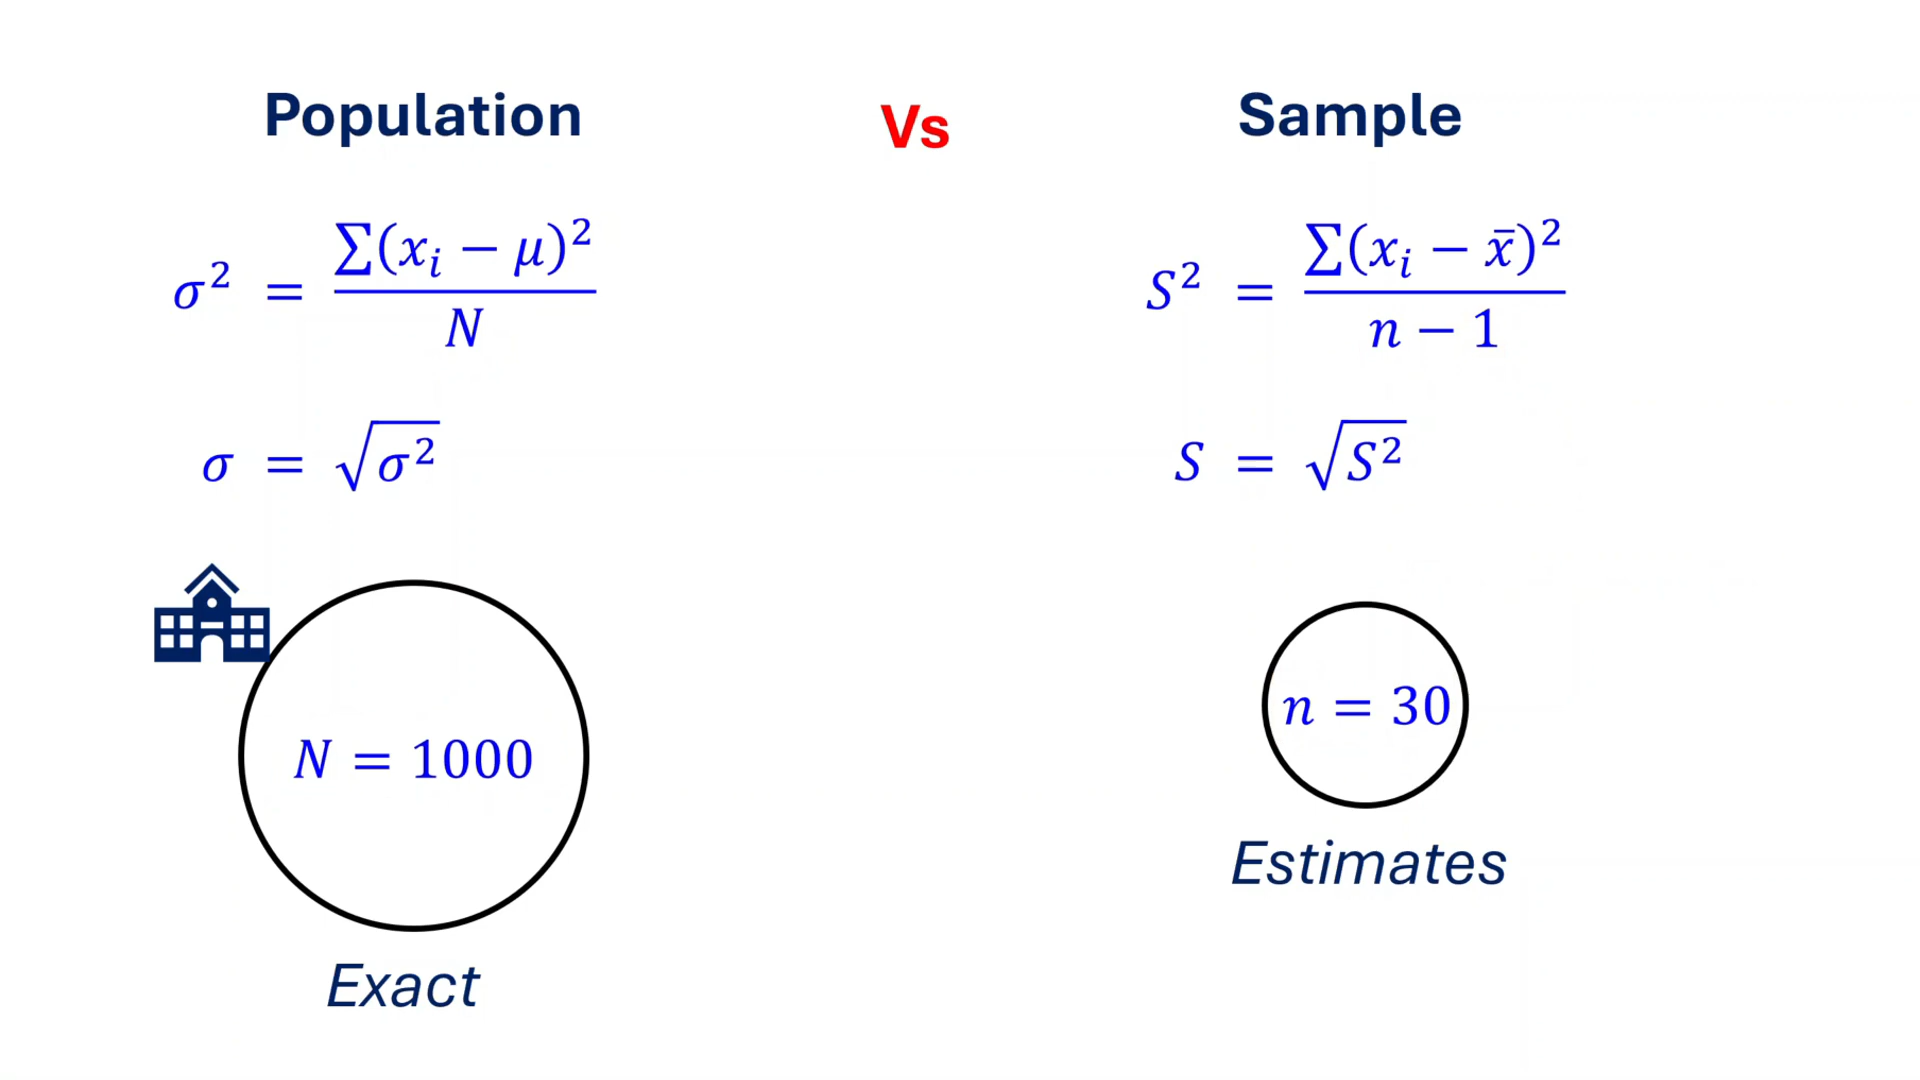 Population
Vs
Sample
σ² = ∑(xᵢ − μ)² / N
S² = ∑(xᵢ − x̄)² / n − 1
σ = √σ²
S = √S²
N = 1000
n = 30
Estimates
Exact